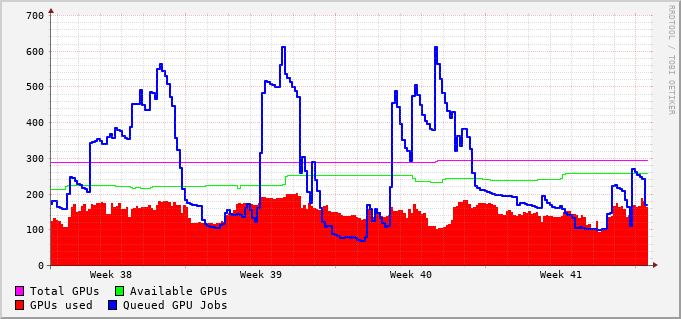 700
600
500
400
300
200
100
0
Week 38 Week 39 Week 40 Week 41
Total GPUs Available GPUs
GPUs used Queued GPU Jobs
RRDTOOL / TOBI OETIKER